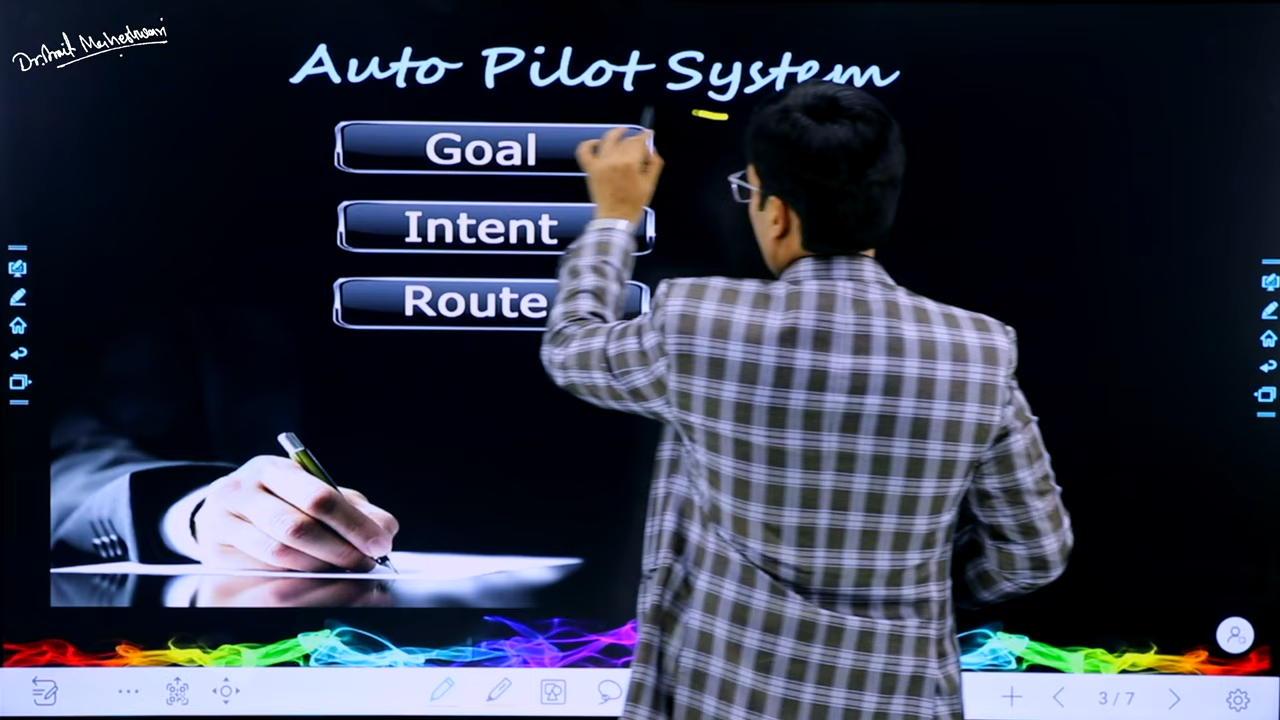 Dr. Amit Maheshwari
Auto Pilot System
Goal
Intent
Route
3/7